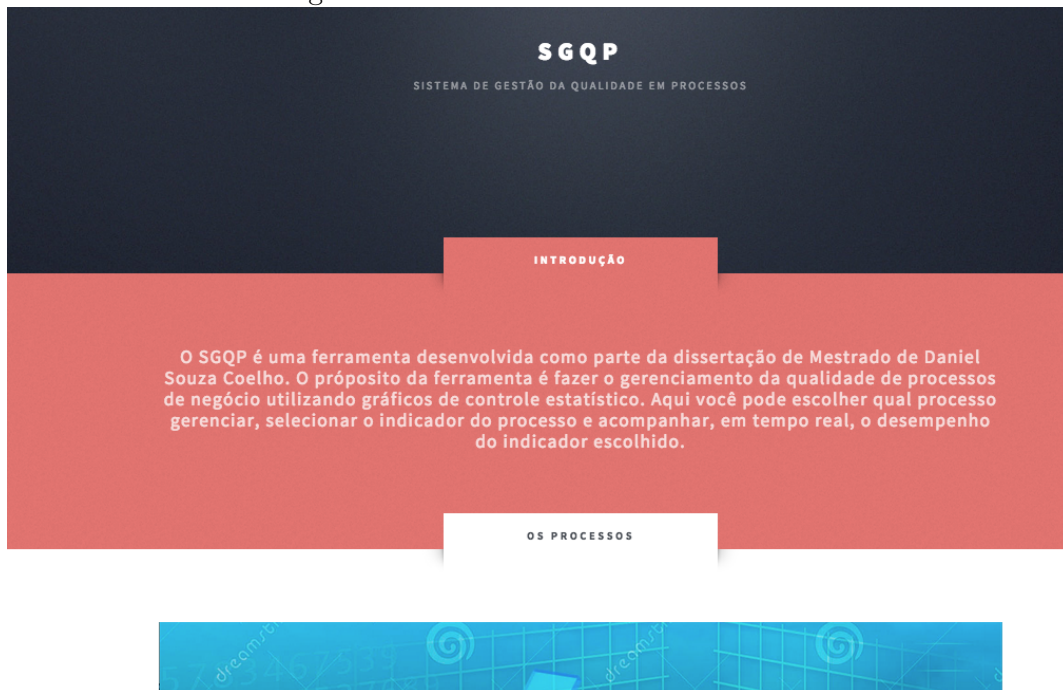 SGQP
SISTEMA DE GESTÃO DA QUALIDADE EM PROCESSOS
INTRODUÇÃO
O SGQP é uma ferramenta desenvolvida como parte da dissertação de Mestrado de Daniel
Souza Coelho. O próposito da ferramenta é fazer o gerenciamento da qualidade de processos
de negócio utilizando gráficos de controle estatístico. Aqui você pode escolher qual processo
gerenciar, selecionar o indicador do processo e acompanhar, em tempo real, o desempenho
do indicador escolhido.
OS PROCESSOS